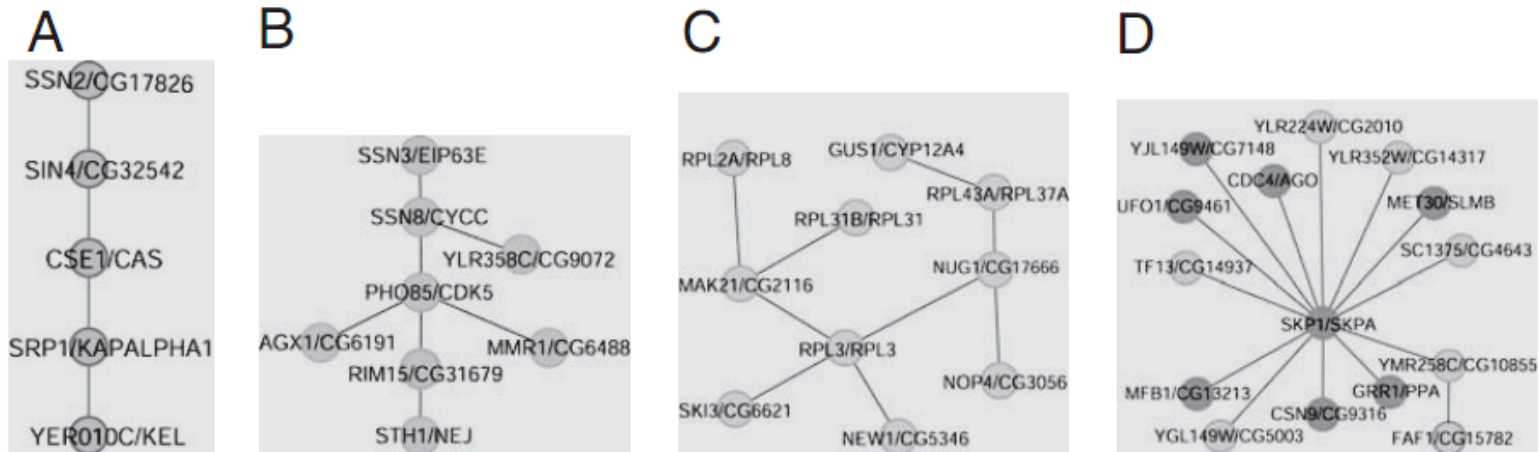 A
SSN2/CG17826
SIN4/CG32542
CSE1/CAS
SRP1/KAPALPHA1
YER010C/KEL
B
SSN3/EIP63E
SSN8/CYCC
YLR358C/CG9072
PHO85/CDK5
AGX1/CG6191
MMR1/CG6488
RIM15/CG31679
STH1/NEJ
C
RPL2A/RPL8
GUS1/CYP12A4
RPL43A/RPL37A
RPL31B/RPL31
NUG1/CG17666
MAK21/CG2116
RPL3/RPL3
NOP4/CG3056
SKI3/CG6621
NEW1/CG5346
D
YLR224W/CG2010
YJL149W/CG7148
YLR352W/CG14317
CDC4/AGO
UFO1/CG9461
MET30/SLMB
SC1375/CG4643
TF13/CG14937
SKP1/SKPA
YMR258C/CG10855
MFB1/CG13213
GRR1/PPA
CSN9/CG9316
YGL149W/CG5003
FAF1/CG15782